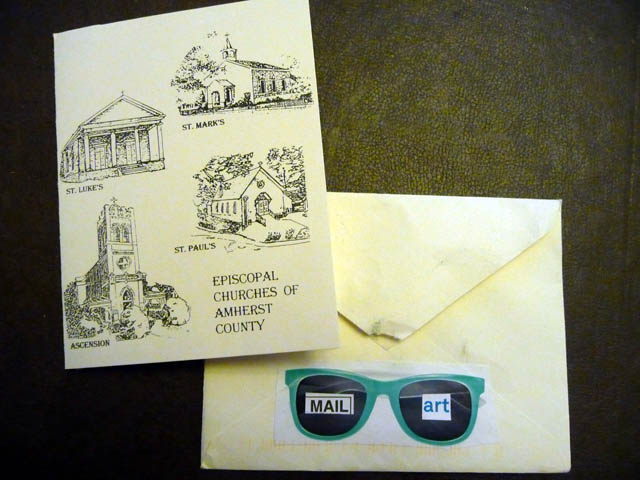 ST. MARK'S
ST. LUKE'S
ST. PAUL'S
ASCENSION
EPISCOPAL
CHURCHES OF
AMHERST
COUNTY
MAIL
art